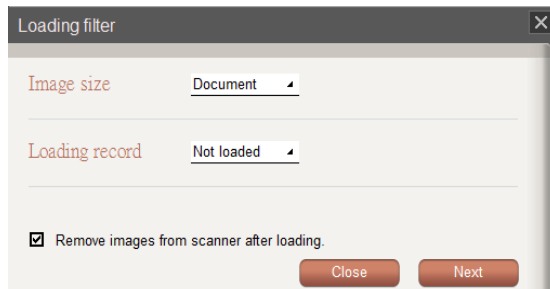 Loading filter
Image size Document
Loading record Not loaded
Remove images from scanner after loading.
Close Next